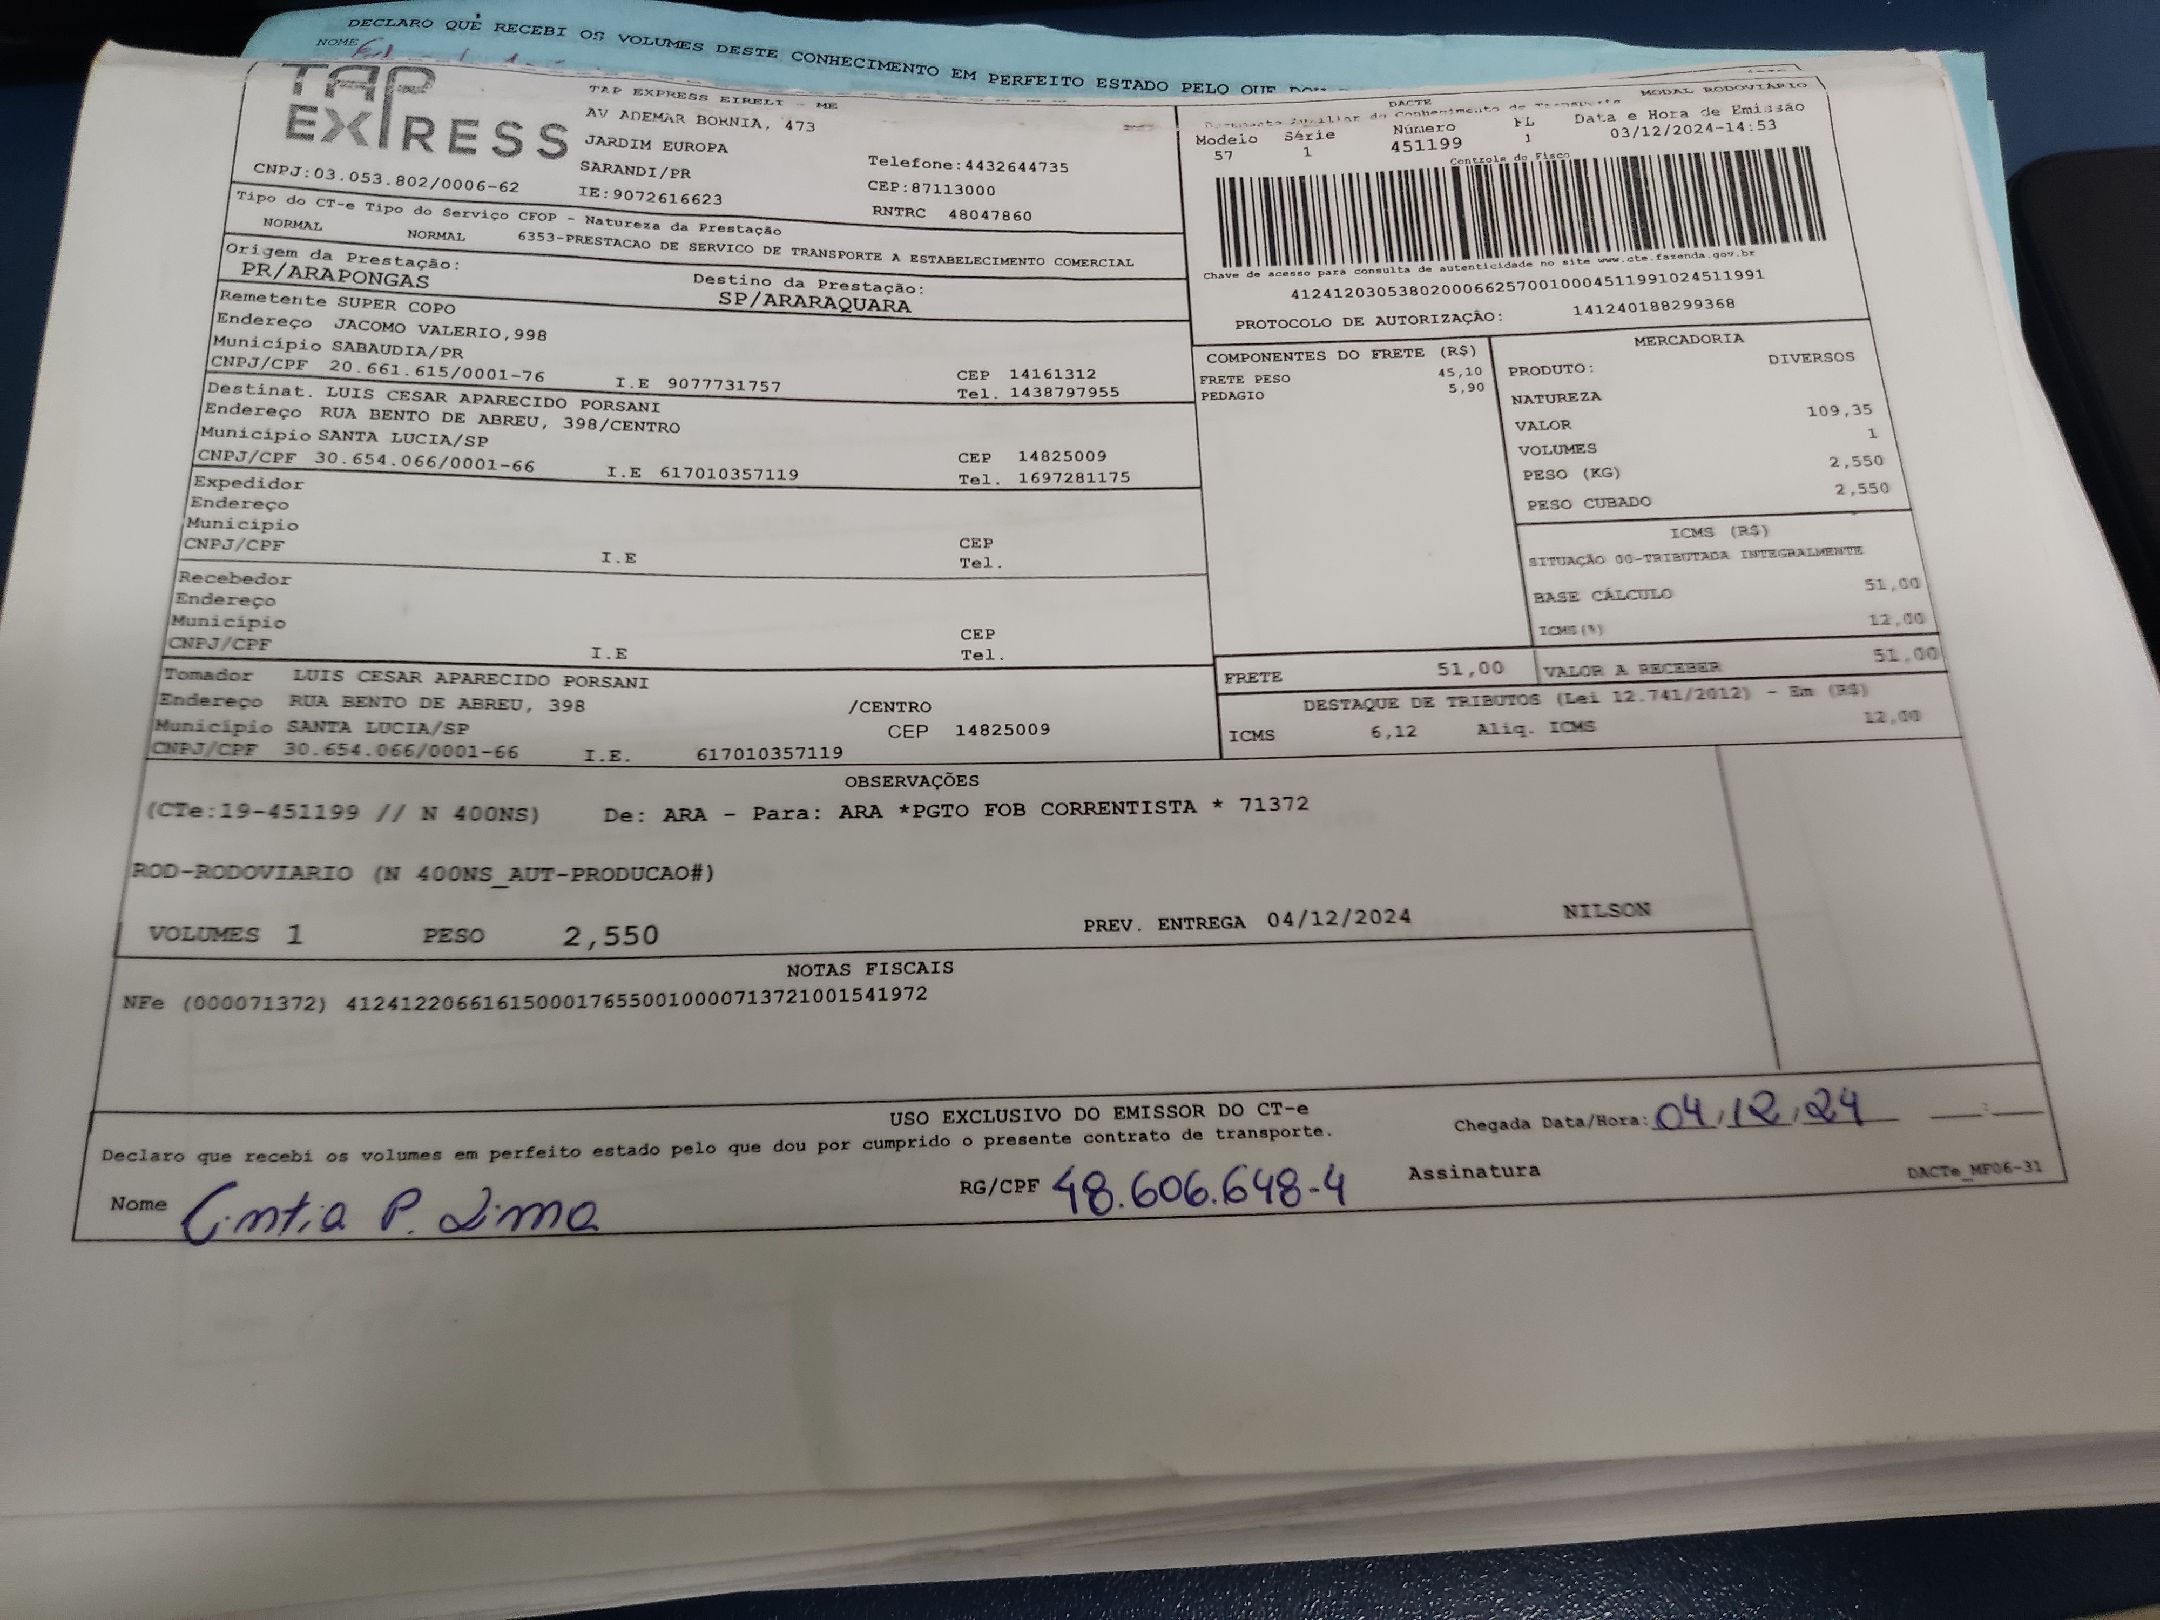 DECLARO QUE RECEBI OS VOLUMES DESTE CONHECIMENTO EM PERFEITO ESTADO PELO QUE
NOME
TAP EXPRESS
TAP EXPRESS EIRELI - ME
AV ADEMAR BORNIA, 473
JARDIM EUROPA
SARANDI/PR
IE:9072616623
Telefone:4432644735
CEP:87113000
RNTRC 48047860
CNPJ:03.053.802/0006-62
DACTE
MODAL RODOVIÁRIO
Documento Auxiliar do Conhecimento de Transporte
Modelo Série Número FL Data e Hora de Emissão
57 1 451199 1 03/12/2024-14:53
Controle do Fisco
Chave de acesso para consulta de autenticidade no site www.cte.fazenda.gov.br
41241203053802000662570010004511991024511991
PROTOCOLO DE AUTORIZAÇÃO: 141240188299368
Tipo do CT-e Tipo do Serviço CFOP - Natureza da Prestação
NORMAL NORMAL 6353-PRESTACAO DE SERVICO DE TRANSPORTE A ESTABELECIMENTO COMERCIAL
Origem da Prestação: Destino da Prestação:
PR/ARAPONGAS SP/ARARAQUARA
Remetente SUPER COPO
Endereço JACOMO VALERIO,998
Município SABAUDIA/PR CEP 14161312
CNPJ/CPF 20.661.615/0001-76 I.E 9077731757 Tel. 1438797955
Destinat. LUIS CESAR APARECIDO PORSANI
Endereço RUA BENTO DE ABREU, 398/CENTRO
Município SANTA LUCIA/SP CEP 14825009
CNPJ/CPF 30.654.066/0001-66 I.E 617010357119 Tel. 1697281175
Expedidor
Endereço
Município CEP
CNPJ/CPF I.E Tel.
Recebedor
Endereço
Município CEP
CNPJ/CPF I.E Tel.
Tomador LUIS CESAR APARECIDO PORSANI
Endereço RUA BENTO DE ABREU, 398 /CENTRO
Município SANTA LUCIA/SP CEP 14825009
CNPJ/CPF 30.654.066/0001-66 I.E. 617010357119
COMPONENTES DO FRETE (R$)
FRETE PESO 45,10
PEDAGIO 5,90
MERCADORIA
PRODUTO: DIVERSOS
NATUREZA
VALOR 109,35
VOLUMES 1
PESO (KG) 2,550
PESO CUBADO 2,550
ICMS (R$)
SITUAÇÃO 00-TRIBUTADA INTEGRALMENTE
BASE CÁLCULO 51,00
ICMS(%) 12,00
FRETE 51,00 VALOR A RECEBER 51,00
DESTAQUE DE TRIBUTOS (Lei 12.741/2012) - Em (R$)
ICMS 6,12 Aliq. ICMS 12,00
OBSERVAÇÕES
(CTe:19-451199 // N 400NS) De: ARA - Para: ARA *PGTO FOB CORRENTISTA * 71372
ROD-RODOVIARIO (N 400NS_AUT-PRODUCAO#)
VOLUMES 1 PESO 2,550 PREV. ENTREGA 04/12/2024 NILSON
NOTAS FISCAIS
NFe (000071372) 41241220661615000176550010000713721001541972
USO EXCLUSIVO DO EMISSOR DO CT-e
Declaro que recebi os volumes em perfeito estado pelo que dou por cumprido o presente contrato de transporte.
Chegada Data/Hora: 04/12/24 __:__
Nome Cintia P. Lima RG/CPF 48.606.648-4 Assinatura
DACTe_MF06-31